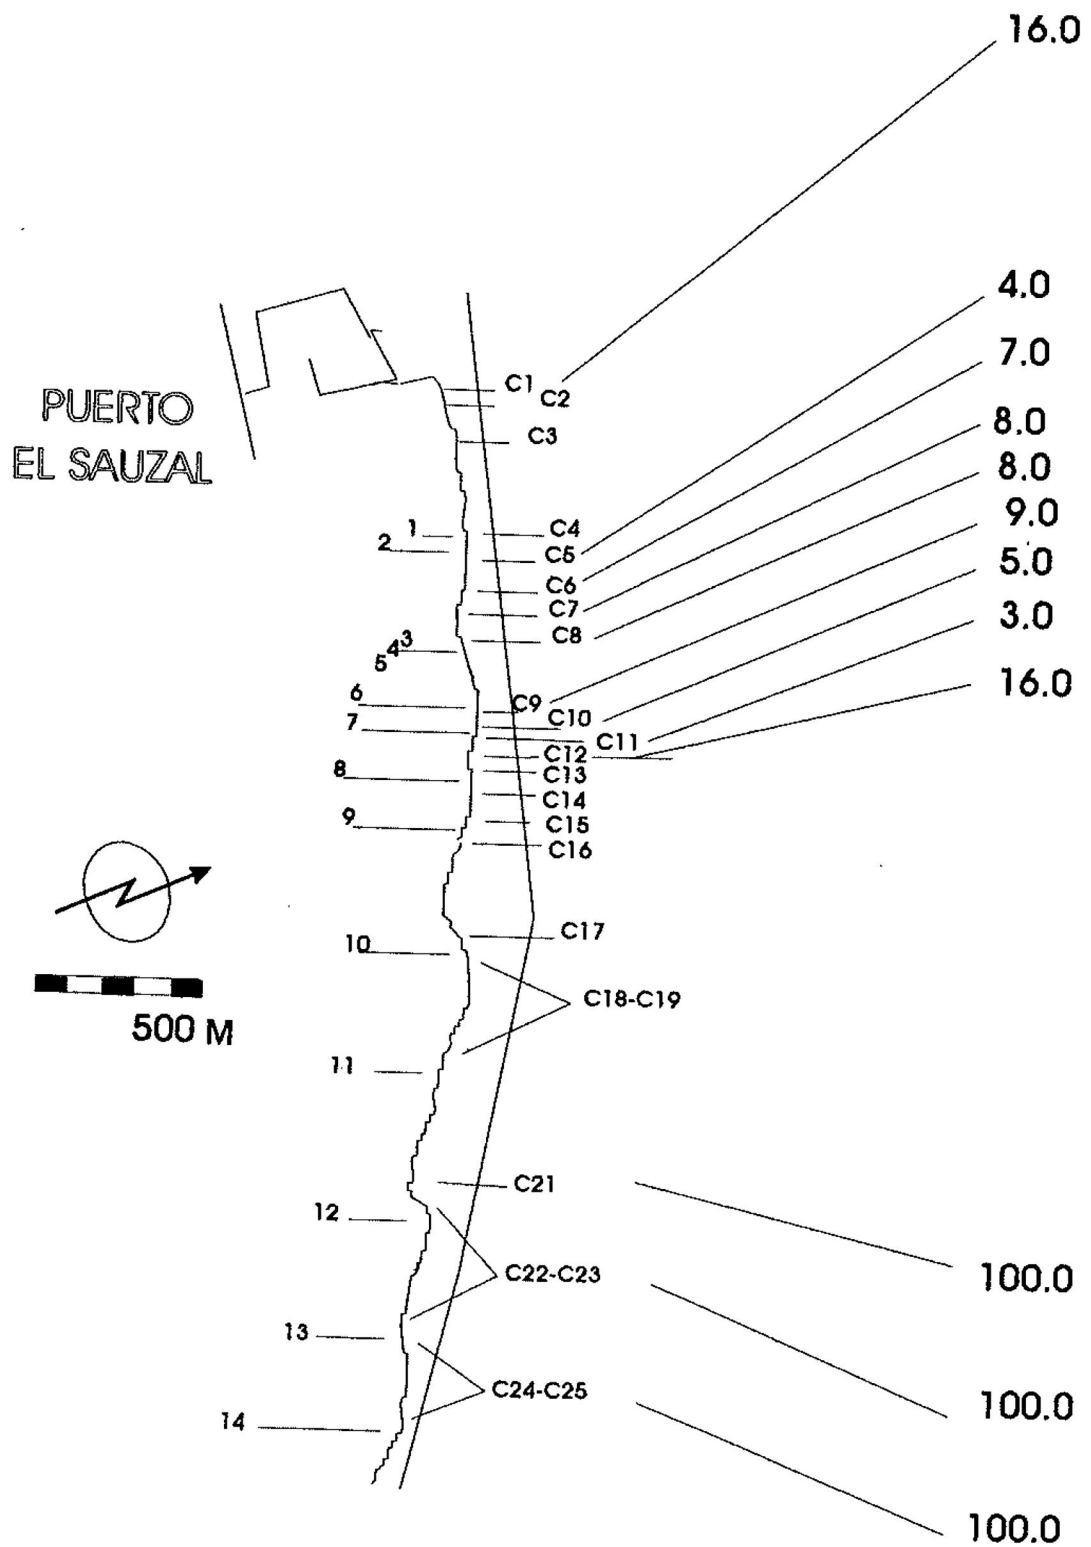 16.0
4.0
7.0
8.0
8.0
9.0
5.0
3.0
16.0
PUERTO
EL SAUZAL
C1
C2
C3
1
2
C4
C5
C6
C7
C8
3
4
5
6
7
8
9
C9
C10
C11
C12
C13
C14
C15
C16
500 M
10
C17
C18-C19
11
C21
12
C22-C23
13
C24-C25
14
100.0
100.0
100.0